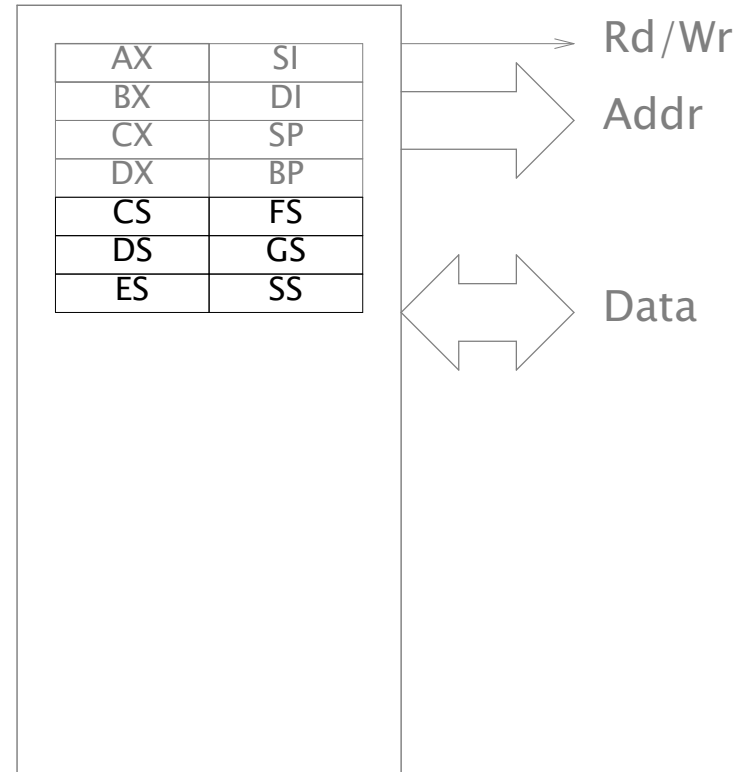 Rd/Wr
AX SI
BX DI
Addr
CX SP
DX BP
CS FS
DS GS
ES SS
Data